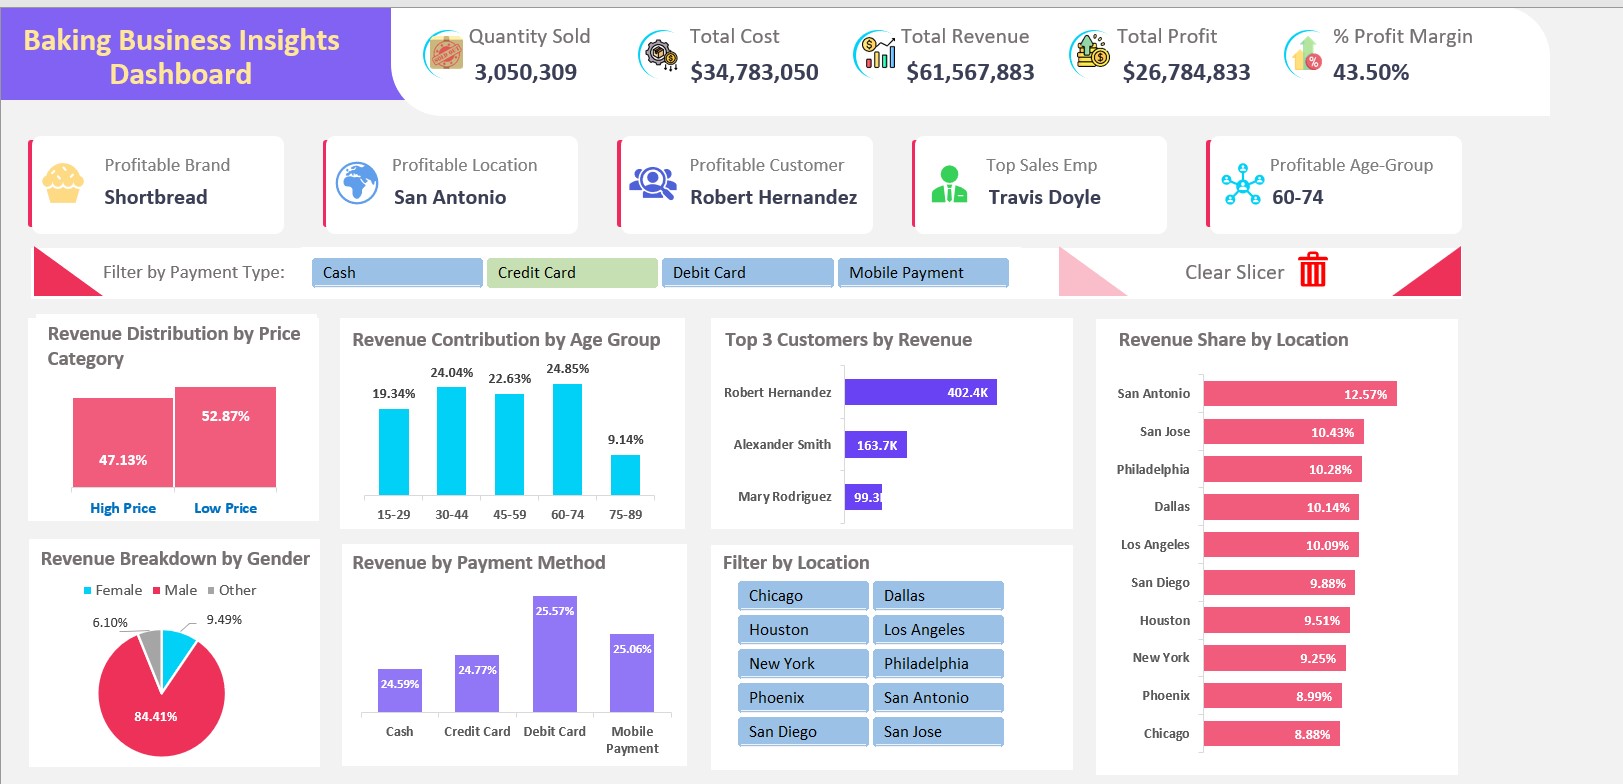 Baking Business Insights
Dashboard
Quantity Sold
3,050,309
Total Cost
$34,783,050
Total Revenue
$61,567,883
Total Profit
$26,784,833
% Profit Margin
43.50%
Profitable Brand
Shortbread
Profitable Location
San Antonio
Profitable Customer
Robert Hernandez
Top Sales Emp
Travis Doyle
Profitable Age-Group
60-74
Filter by Payment Type:
Cash
Credit Card
Debit Card
Mobile Payment
Clear Slicer
Revenue Distribution by Price
Category
47.13%
52.87%
High Price
Low Price
Revenue Contribution by Age Group
19.34%
24.04%
22.63%
24.85%
9.14%
15-29
30-44
45-59
60-74
75-89
Top 3 Customers by Revenue
Robert Hernandez
402.4K
Alexander Smith
163.7K
Mary Rodriguez
99.3
Revenue Share by Location
San Antonio
12.57%
San Jose
10.43%
Philadelphia
10.28%
Dallas
10.14%
Los Angeles
10.09%
San Diego
9.88%
Houston
9.51%
New York
9.25%
Phoenix
8.99%
Chicago
8.88%
Revenue Breakdown by Gender
Female
Male
Other
6.10%
9.49%
84.41%
Revenue by Payment Method
24.59%
24.77%
25.57%
25.06%
Cash
Credit Card
Debit Card
Mobile
Payment
Filter by Location
Chicago
Dallas
Houston
Los Angeles
New York
Philadelphia
Phoenix
San Antonio
San Diego
San Jose